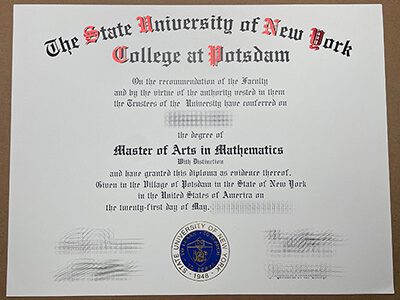 The State University of New York
College at Potsdam
On the recommendation of the Faculty
and by the virtue of the authority vested in them
the Trustees of the University have conferred on
the degree of
Master of Arts in Mathematics
With Distinction
and have granted this diploma as evidence thereof.
Given in the Village of Potsdam in the State of New York
in the United States of America on
the twenty-first day of May,
STATE UNIVERSITY OF NEW YORK
1948